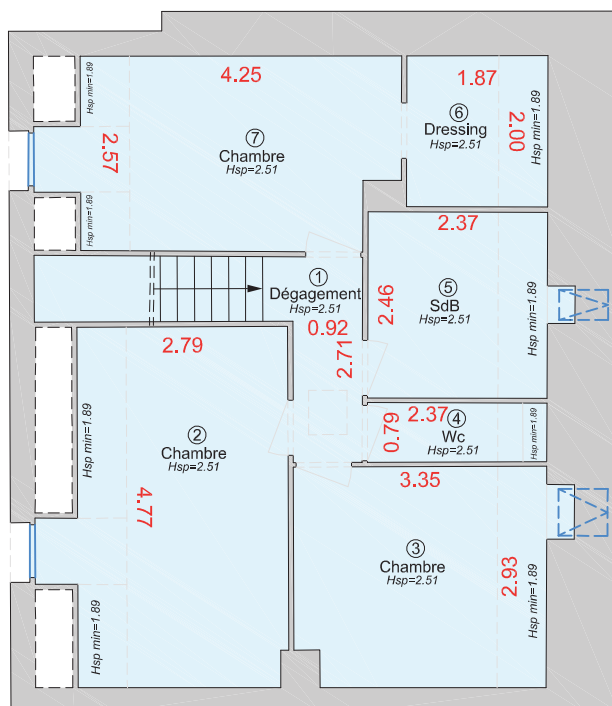 4.25
1.87
Hsp min=1.89
Hsp min=1.89
⑦
Chambre
Hsp=2.51
2.57
⑥
Dressing
Hsp=2.51
2.00
Hsp min=1.89
2.37
①
Dégagement
Hsp=2.51
0.92
2.71
⑤
SdB
Hsp=2.51
2.46
Hsp min=1.89
2.79
Hsp min=1.89
②
Chambre
Hsp=2.51
4.77
Hsp min=1.89
2.37
④
Wc
Hsp=2.51
0.79
Hsp min=1.89
3.35
③
Chambre
Hsp=2.51
2.93
Hsp min=1.89